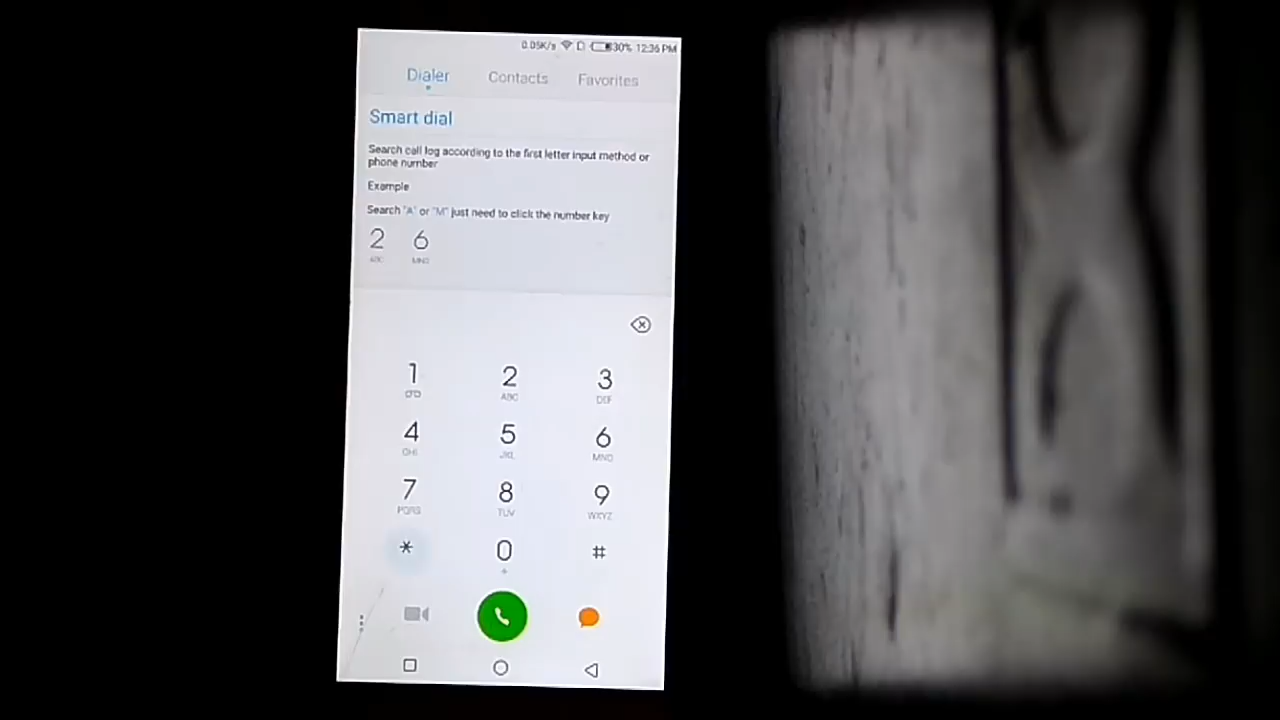 0.05K/s 30% 12:36 PM
Dialer Contacts Favorites
Smart dial
Search call log according to the first letter input method or
phone number
Example
Search "A" or "M" just need to click the number key
2 6
ABC MNO
1 2 3
ABC DEF
4 5 6
GHI JKL MNO
7 8 9
PQRS TUV WXYZ
* 0 #
+